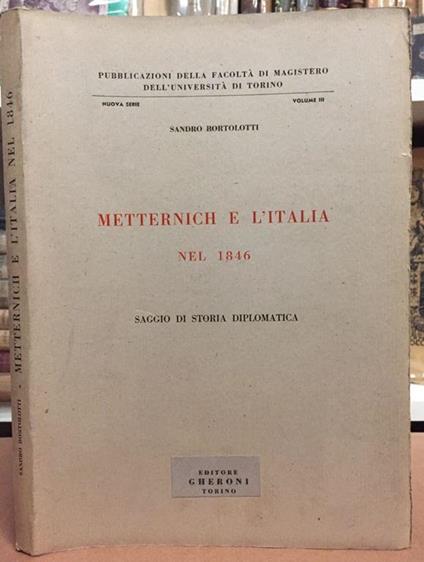 PUBBLICAZIONI DELLA FACOLTÀ DI MAGISTERO
DELL'UNIVERSITÀ DI TORINO
NUOVA SERIE VOLUME III
SANDRO BORTOLOTTI
METTERNICH E L'ITALIA
NEL 1846
SAGGIO DI STORIA DIPLOMATICA
EDITORE
GHERONI
TORINO
SANDRO BORTOLOTTI - METTERNICH E L'ITALIA NEL 1846